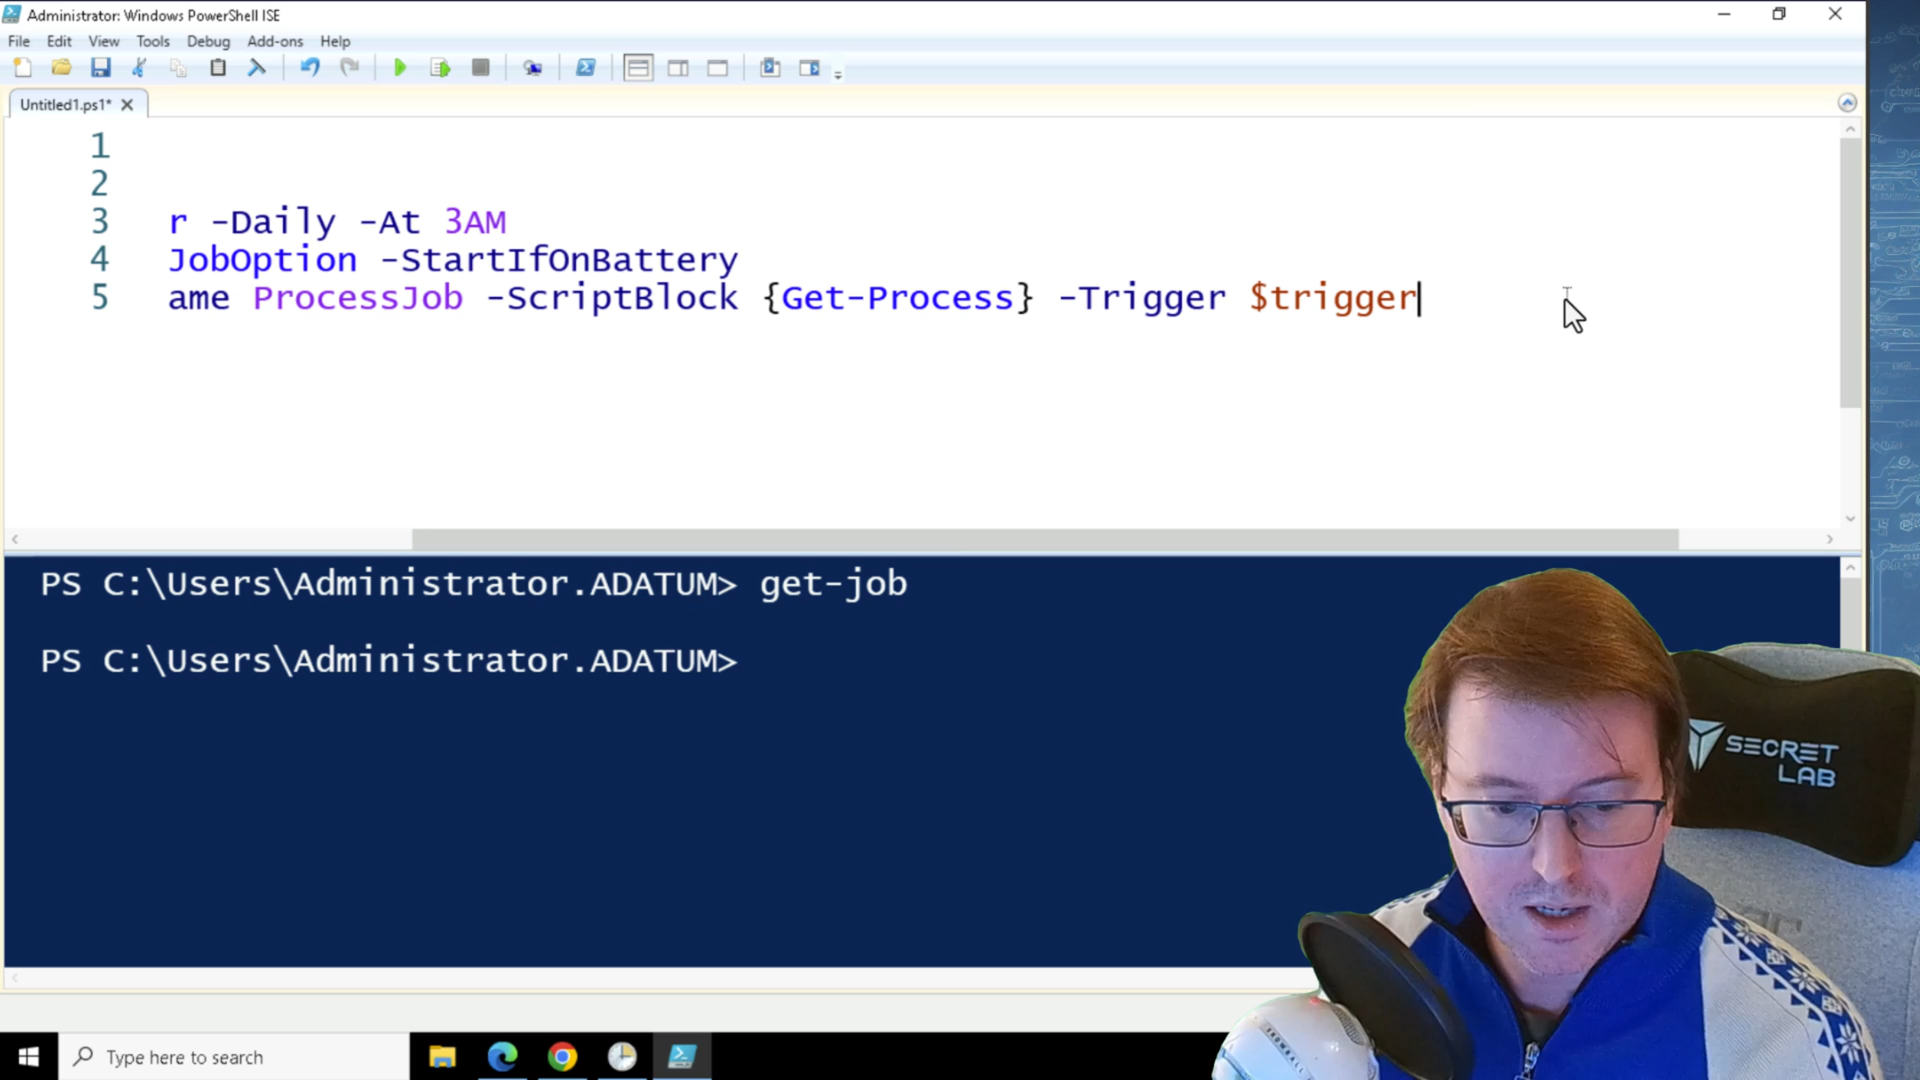 Administrator: Windows PowerShell ISE
File Edit View Tools Debug Add-ons Help
Untitled1.ps1*
1
2
3 r -Daily -At 3AM
4 JobOption -StartIfOnBattery
5 ame ProcessJob -ScriptBlock {Get-Process} -Trigger $trigger
PS C:\Users\Administrator.ADATUM> get-job
PS C:\Users\Administrator.ADATUM>
SECRET
LAB
SNOWBALL
Type here to search